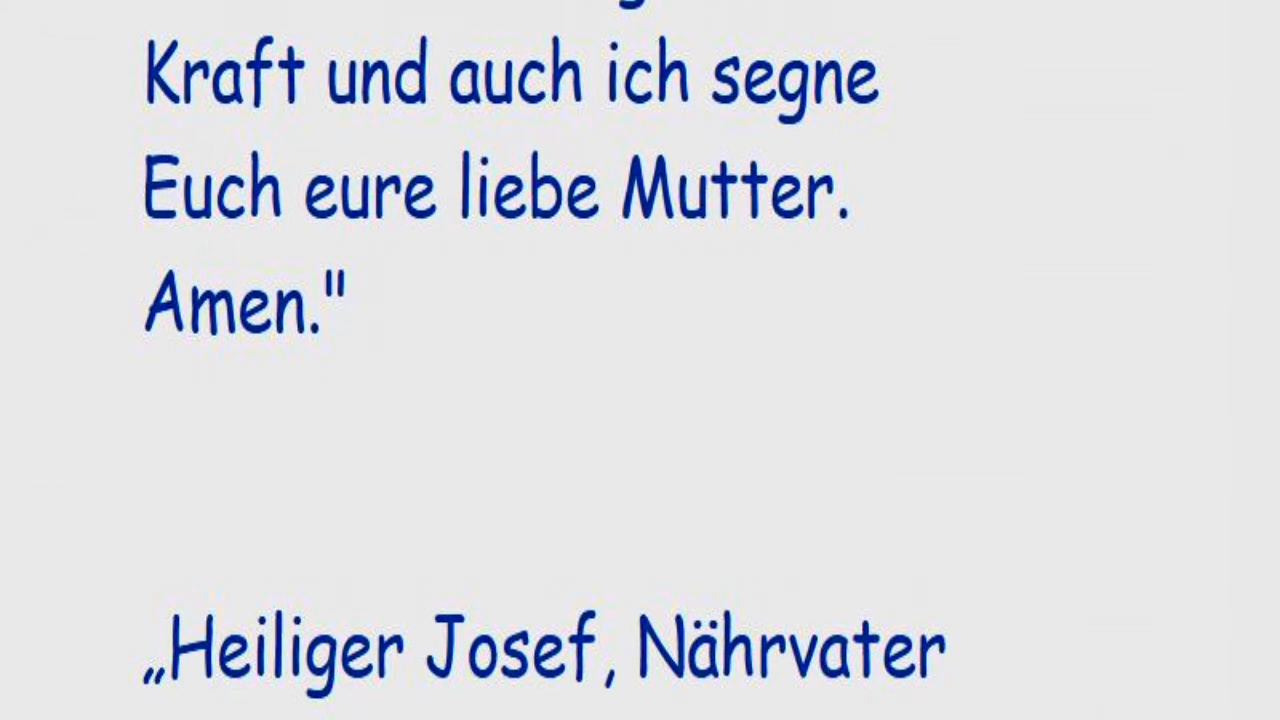 Kraft und auch ich segne
Euch eure liebe Mutter.
Amen."
„Heiliger Josef, Nährvater